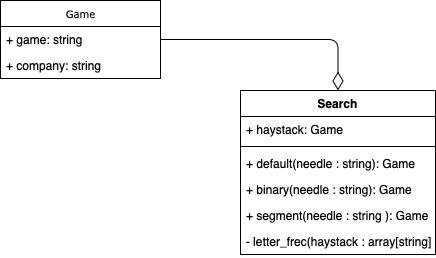 Game
+ game: string
+ company: string
Search
+ haystack: Game
+ default(needle : string): Game
+ binary(needle : string): Game
+ segment(needle : string ): Game
- letter_frec(haystack : array[string]